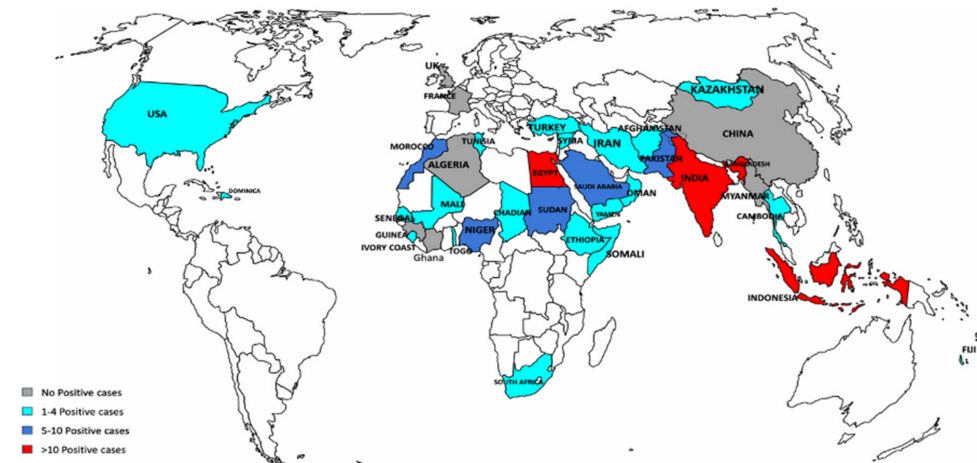 UK
FRANCE
USA
KAZAKHSTAN
CHINA
TURKEY
AFGHANISTAN
TUNISIA
SYRIA
IRAN
MOROCCO
ALGERIA
PAKISTAN
EGYPT
INDIA
SAUDI ARABIA
OMAN
MYANMAR
DOMINICA
MALI
CHADIAN
SUDAN
YAMEN
CAMBODIA
SENEGAL
NIGER
GUINEA
ETHIOPIA
IVORY COAST
TOGO
SOMALI
Ghana
INDONESIA
FIJI
SOUTH AFRICA
No Positive cases
1-4 Positive cases
5-10 Positive cases
>10 Positive cases